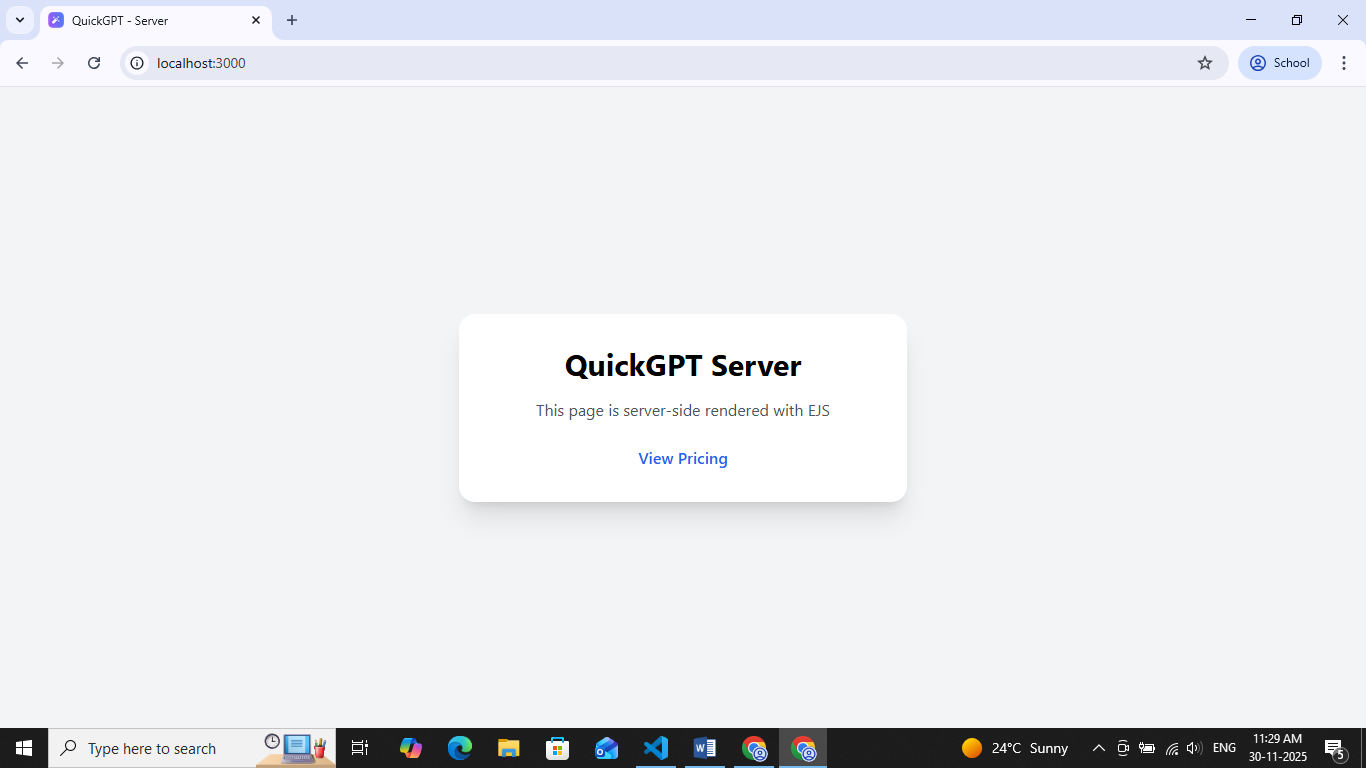 QuickGPT - Server
localhost:3000
School
QuickGPT Server
This page is server-side rendered with EJS
View Pricing
Type here to search
24°C Sunny
ENG
11:29 AM
30-11-2025
5